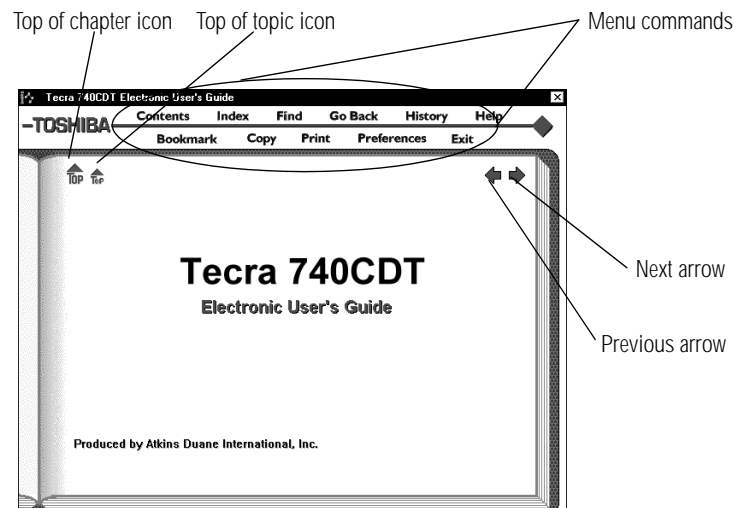 Top of chapter icon Top of topic icon Menu commands
Tecra 740CDT Electronic User's Guide
-TOSHIBA Contents Index Find Go Back History Help
Bookmark Copy Print Preferences Exit
TOP TOP
Tecra 740CDT
Electronic User's Guide
Next arrow
Previous arrow
Produced by Atkins Duane International, Inc.